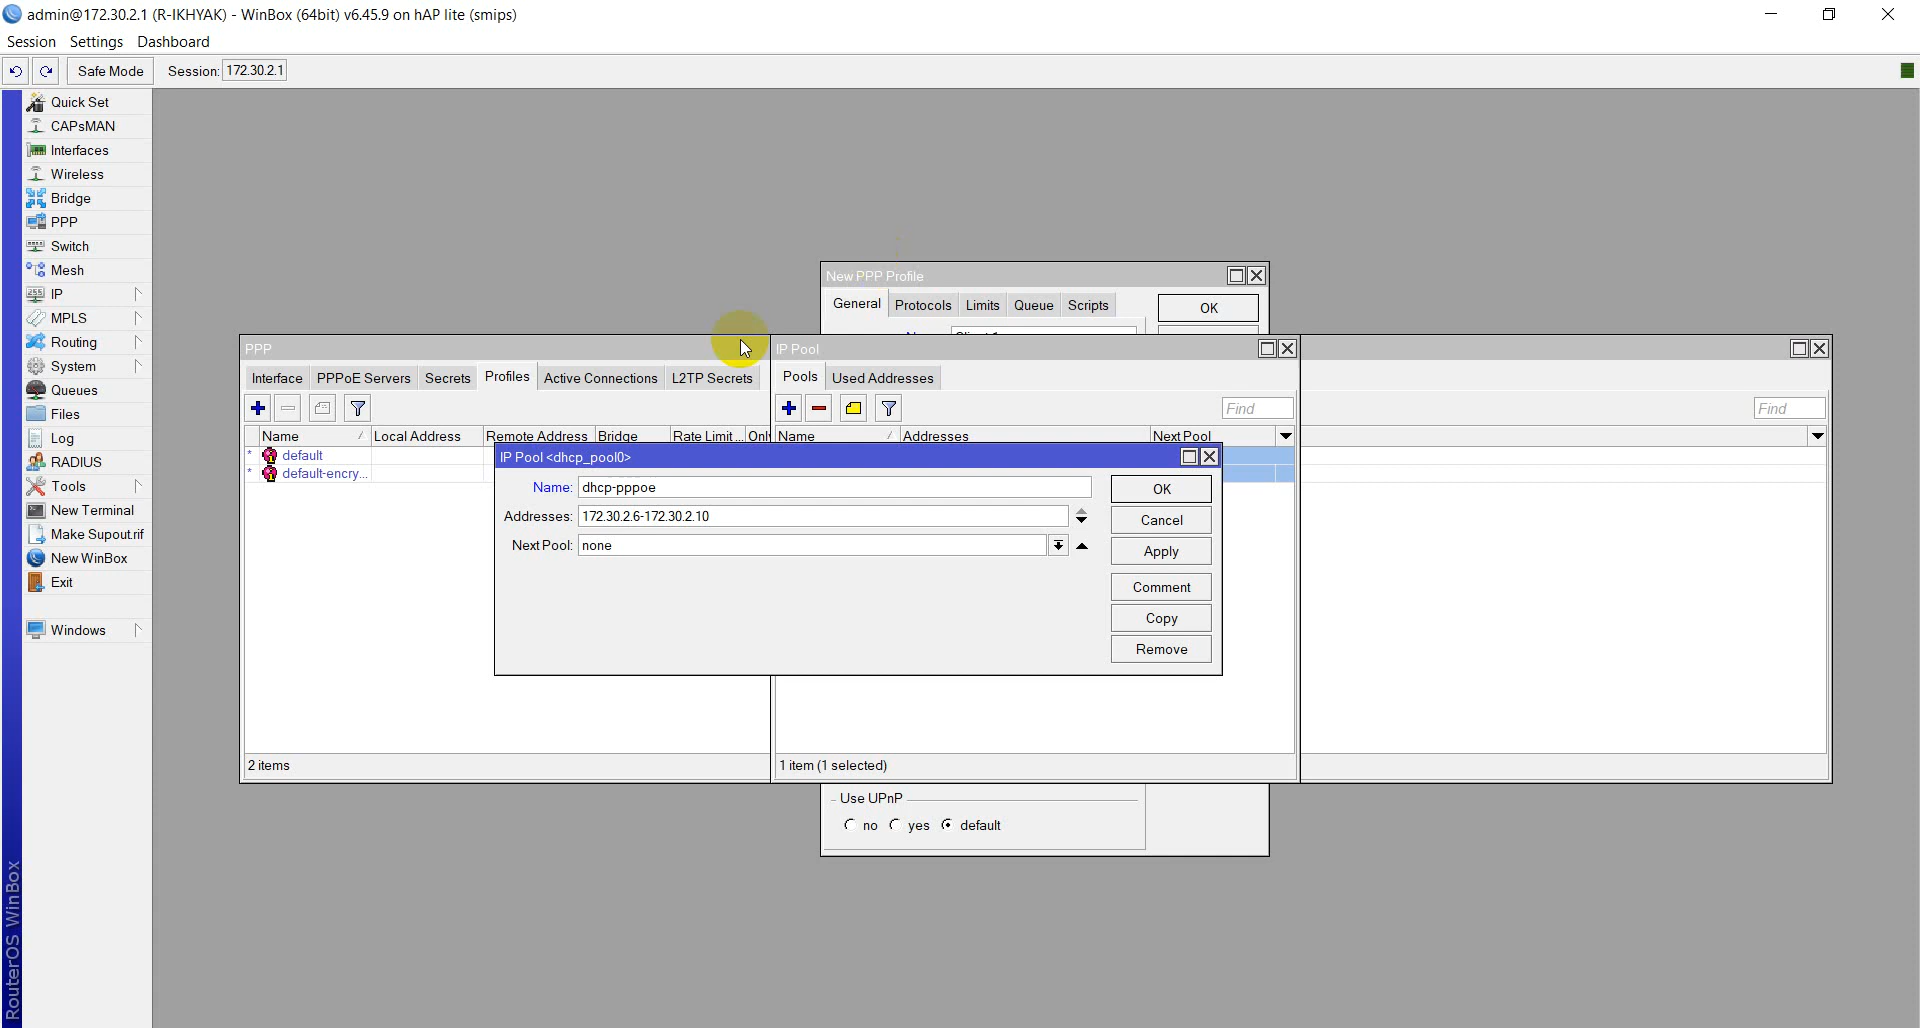 admin@172.30.2.1 (R-IKHYAK) - WinBox (64bit) v6.45.9 on hAP lite (smips)
Session Settings Dashboard
Safe Mode Session: 172.30.2.1
Quick Set
CAPsMAN
Interfaces
Wireless
Bridge
PPP
Switch
Mesh
IP
MPLS
Routing
System
Queues
Files
Log
RADIUS
Tools
New Terminal
Make Supout.rif
New WinBox
Exit
Windows
RouterOS WinBox
New PPP Profile
General Protocols Limits Queue Scripts
OK
PPP
Interface PPPoE Servers Secrets Profiles Active Connections L2TP Secrets
Find
Name Local Address Remote Address Bridge Rate Limit...
* default
* default-encry...
2 items
IP Pool
Pools Used Addresses
Find
Name Addresses Next Pool
1 item (1 selected)
IP Pool <dhcp_pool0>
Name: dhcp-pppoe
Addresses: 172.30.2.6-172.30.2.10
Next Pool: none
OK
Cancel
Apply
Comment
Copy
Remove
Use UPnP
no yes default